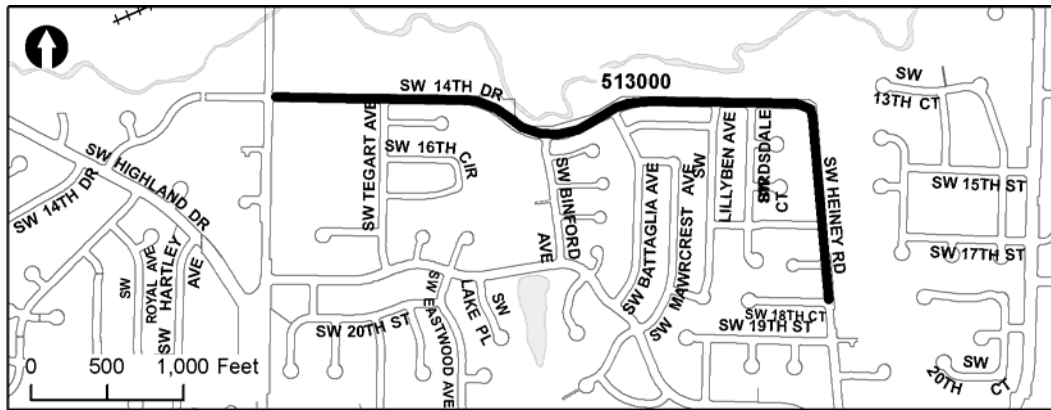 513000
SW 14TH DR
SW
13TH CT
SW TEGART AVE
SW 16TH CIR
SW BINFORD
AVE
SW BATTAGLIA AVE
SW MAWRCREST AVE
SW
LILLYBEN AVE
CT
SW HEINEY RD
SW 15TH ST
SW 17TH ST
SW HIGHLAND DR
SW 14TH DR
SW
ROYAL AVE
SW HARTLEY
AVE
SW 20TH ST
SW EASTWOOD AVE
SW
LAKE PL
SW 18TH CT
SW 19TH ST
SW
20TH CT
0 500 1,000 Feet